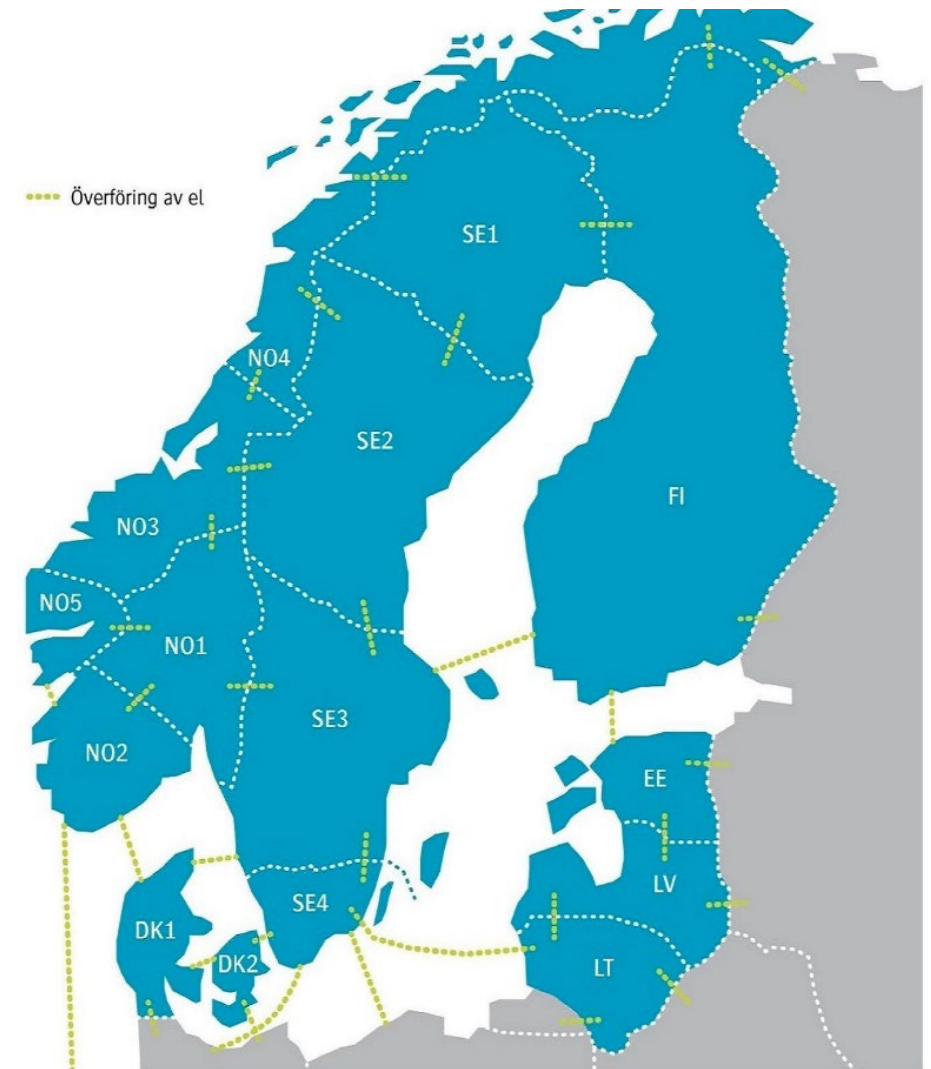 Överföring av el
SE1
NO4
SE2
FI
NO3
NO5
NO1
SE3
NO2
EE
LV
SE4
DK1
DK2
LT